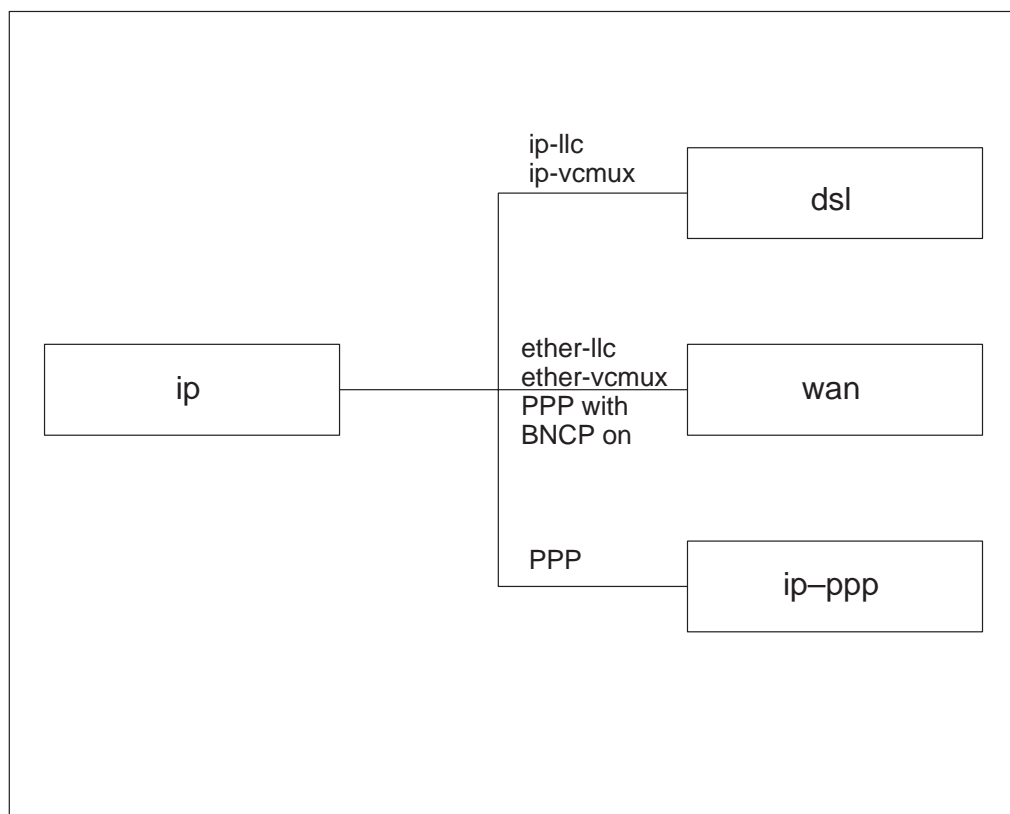 ip-llc
ip-vcmux
dsl
ether-llc
ether-vcmux
PPP with
BNCP on
ip
wan
PPP
ip–ppp